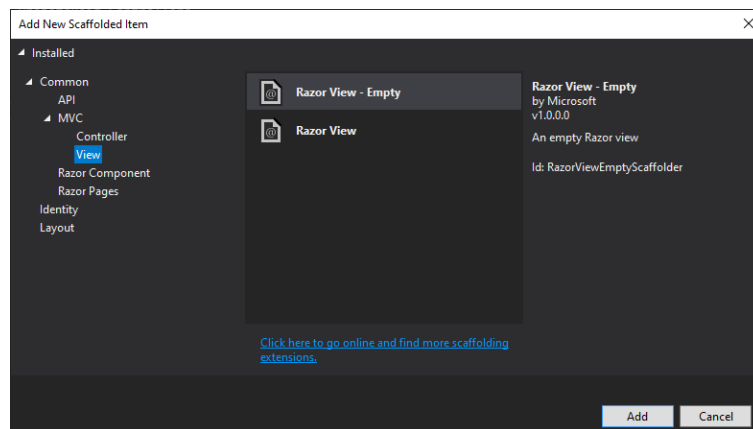 Add New Scaffolded Item
Installed
Common
API
MVC
Controller
View
Razor Component
Razor Pages
Identity
Layout
Razor View - Empty
Razor View
Click here to go online and find more scaffolding
extensions.
Razor View - Empty
by Microsoft
v1.0.0.0
An empty Razor view
Id: RazorViewEmptyScaffolder
Add
Cancel